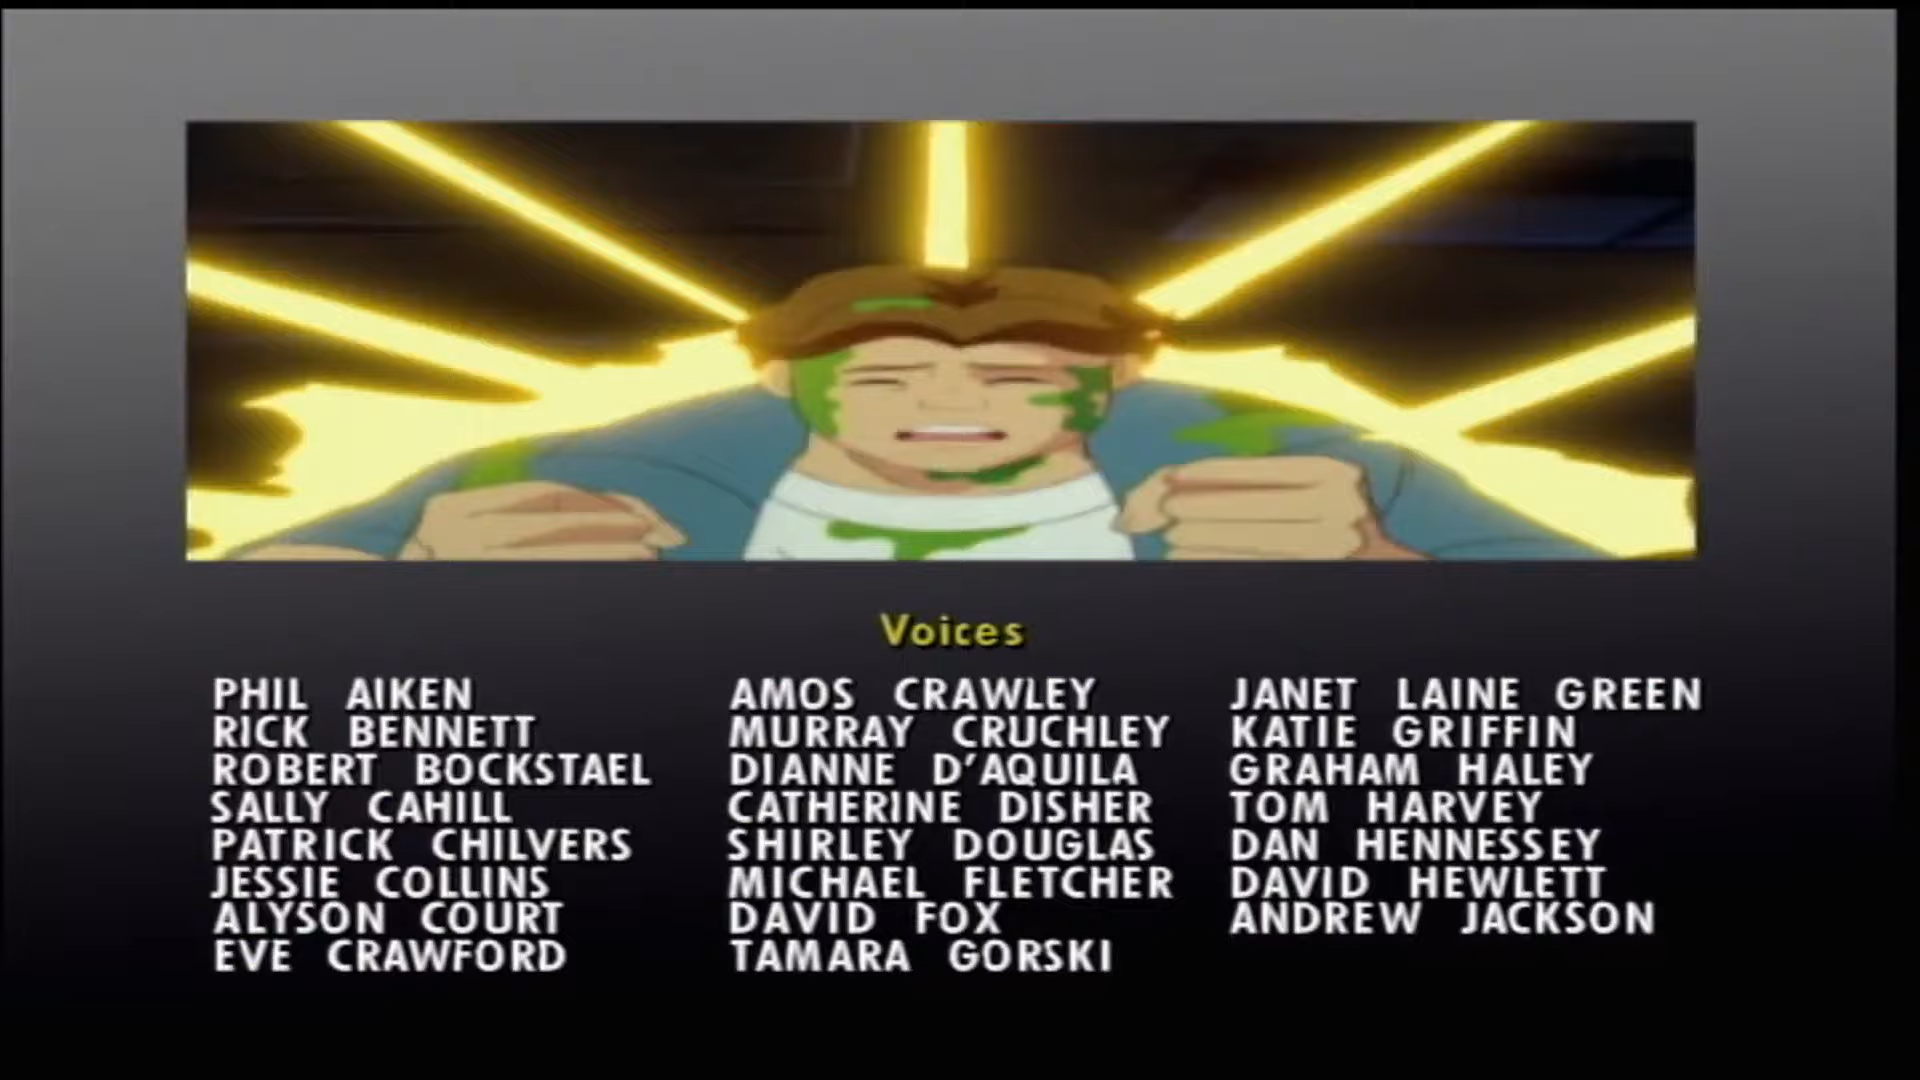 Voices
PHIL AIKEN
RICK BENNETT
ROBERT BOCKSTAEL
SALLY CAHILL
PATRICK CHILVERS
JESSIE COLLINS
ALYSON COURT
EVE CRAWFORD
AMOS CRAWLEY
MURRAY CRUCHLEY
DIANNE D'AQUILA
CATHERINE DISHER
SHIRLEY DOUGLAS
MICHAEL FLETCHER
DAVID FOX
TAMARA GORSKI
JANET LAINE GREEN
KATIE GRIFFIN
GRAHAM HALEY
TOM HARVEY
DAN HENNESSEY
DAVID HEWLETT
ANDREW JACKSON